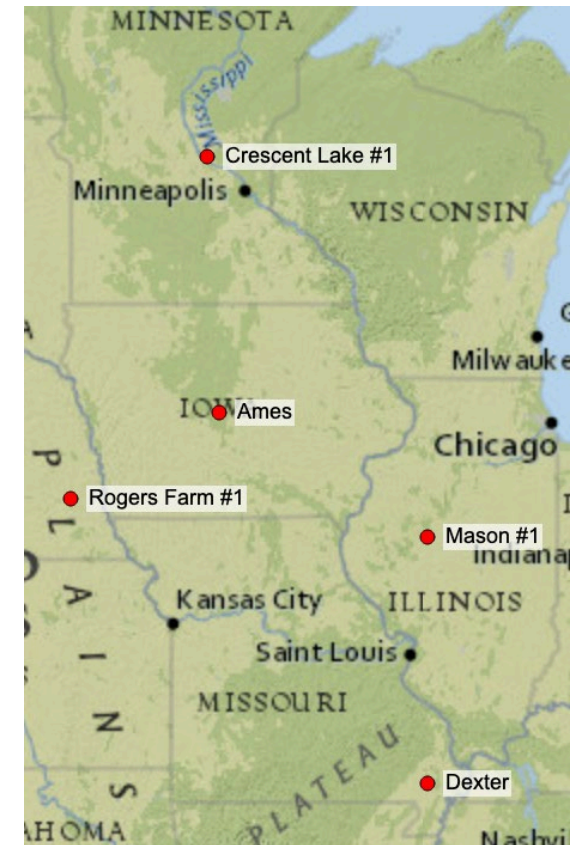 MINNESOTA
Mississippi
Crescent Lake #1
Minneapolis
WISCONSIN
Milwauke
IOWA
Ames
Chicago
Rogers Farm #1
Mason #1
Indianap
Kansas City
ILLINOIS
Saint Louis
MISSOURI
PLAINS
PLATEAU
Dexter
AHOMA
Nashvi